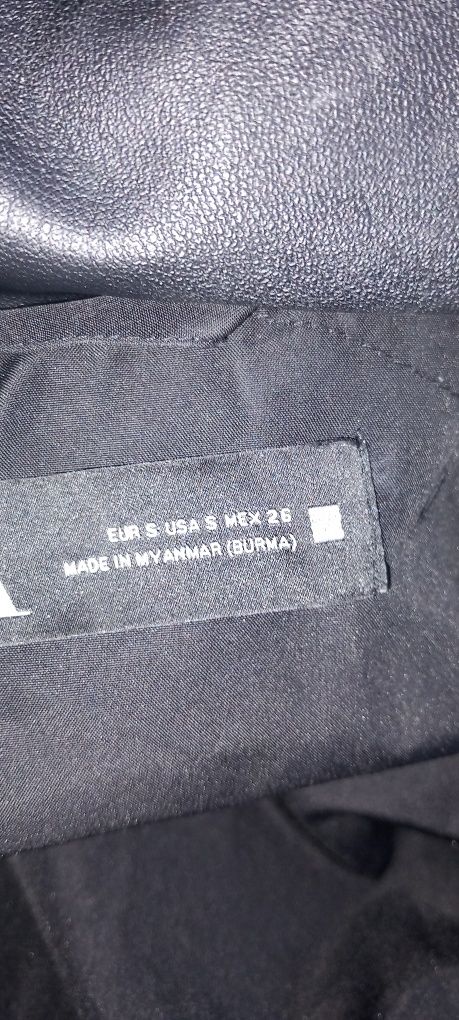 A
EUR S USA S MEX 26
MADE IN MYANMAR (BURMA)